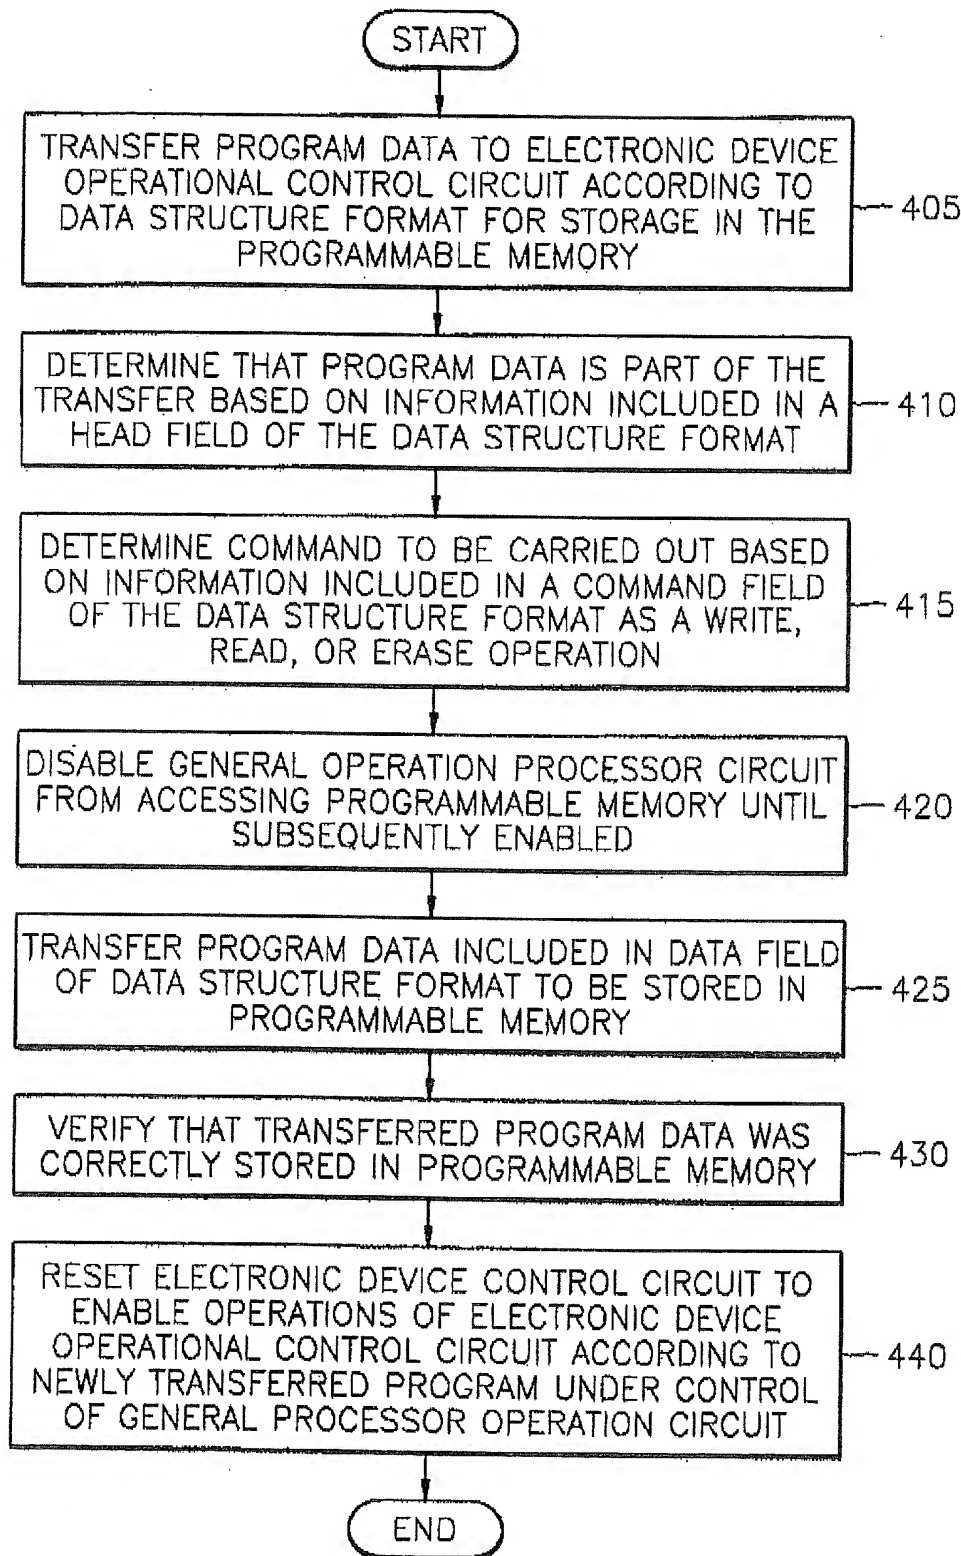 START
TRANSFER PROGRAM DATA TO ELECTRONIC DEVICE
OPERATIONAL CONTROL CIRCUIT ACCORDING TO
DATA STRUCTURE FORMAT FOR STORAGE IN THE
PROGRAMMABLE MEMORY
405
DETERMINE THAT PROGRAM DATA IS PART OF THE
TRANSFER BASED ON INFORMATION INCLUDED IN A
HEAD FIELD OF THE DATA STRUCTURE FORMAT
410
DETERMINE COMMAND TO BE CARRIED OUT BASED
ON INFORMATION INCLUDED IN A COMMAND FIELD
OF THE DATA STRUCTURE FORMAT AS A WRITE,
READ, OR ERASE OPERATION
415
DISABLE GENERAL OPERATION PROCESSOR CIRCUIT
FROM ACCESSING PROGRAMMABLE MEMORY UNTIL
SUBSEQUENTLY ENABLED
420
TRANSFER PROGRAM DATA INCLUDED IN DATA FIELD
OF DATA STRUCTURE FORMAT TO BE STORED IN
PROGRAMMABLE MEMORY
425
VERIFY THAT TRANSFERRED PROGRAM DATA WAS
CORRECTLY STORED IN PROGRAMMABLE MEMORY
430
RESET ELECTRONIC DEVICE CONTROL CIRCUIT TO
ENABLE OPERATIONS OF ELECTRONIC DEVICE
OPERATIONAL CONTROL CIRCUIT ACCORDING TO
NEWLY TRANSFERRED PROGRAM UNDER CONTROL
OF GENERAL PROCESSOR OPERATION CIRCUIT
440
END